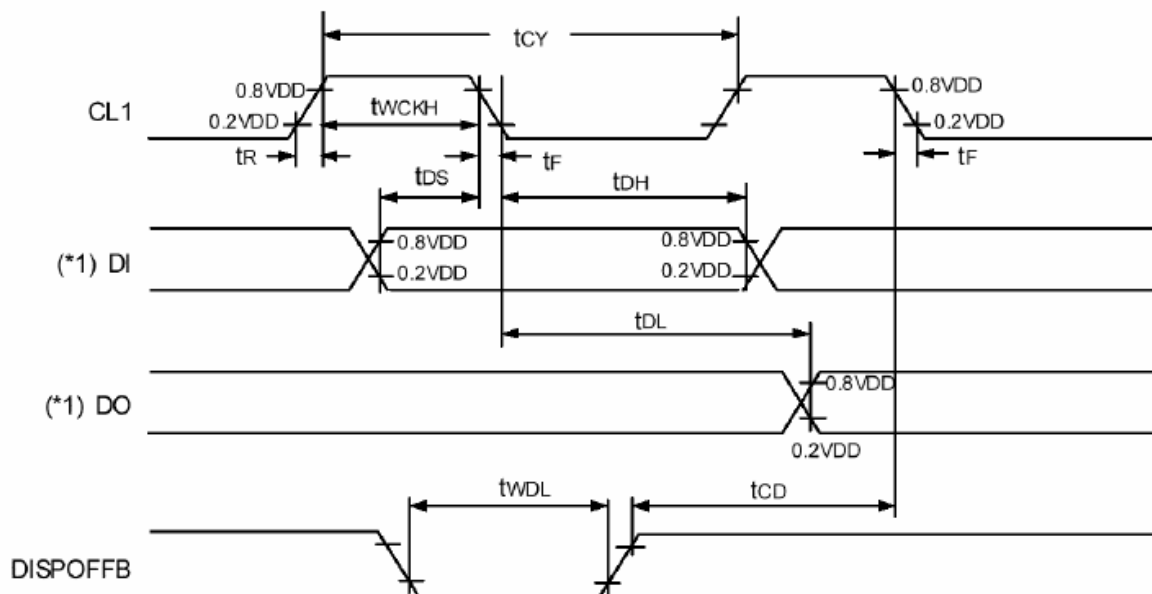 tCY
CL1
0.8VDD
0.2VDD
tWCKH
tR
tF
0.8VDD
0.2VDD
tF
tDS
tDH
(*1) DI
0.8VDD
0.2VDD
0.8VDD
0.2VDD
tDL
(*1) DO
0.8VDD
0.2VDD
tWDL
tCD
DISPOFFB